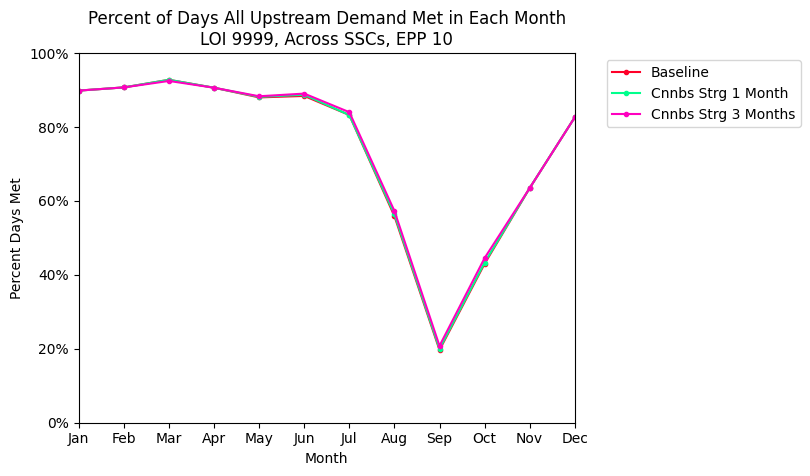 Percent of Days All Upstream Demand Met in Each Month
LOI 9999, Across SSCs, EPP 10
100%
80%
60%
40%
20%
0%
Percent Days Met
Jan Feb Mar Apr May Jun Jul Aug Sep Oct Nov Dec
Month
Baseline
Cnnbs Strg 1 Month
Cnnbs Strg 3 Months